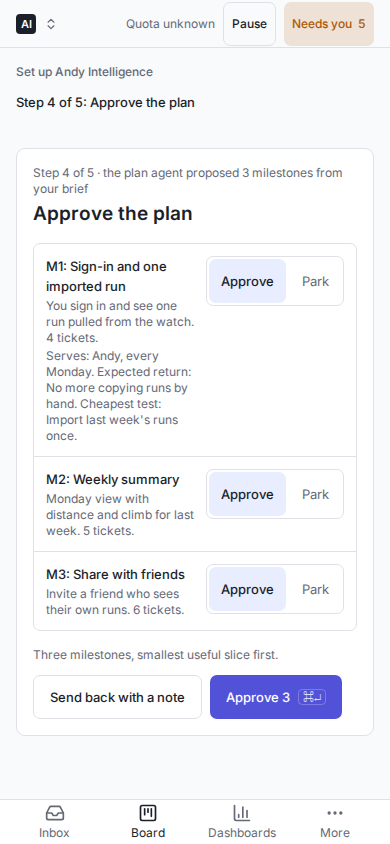 AI
Quota unknown
Pause
Needs you 5
Set up Andy Intelligence
Step 4 of 5: Approve the plan
Step 4 of 5 · the plan agent proposed 3 milestones from
your brief
Approve the plan
M1: Sign-in and one
imported run
You sign in and see one
run pulled from the watch.
4 tickets.
Serves: Andy, every
Monday. Expected return:
No more copying runs by
hand. Cheapest test:
Import last week's runs
once.
Approve
Park
M2: Weekly summary
Monday view with
distance and climb for last
week. 5 tickets.
Approve
Park
M3: Share with friends
Invite a friend who sees
their own runs. 6 tickets.
Approve
Park
Three milestones, smallest useful slice first.
Send back with a note
Approve 3 ⌘↵
Inbox
Board
Dashboards
More